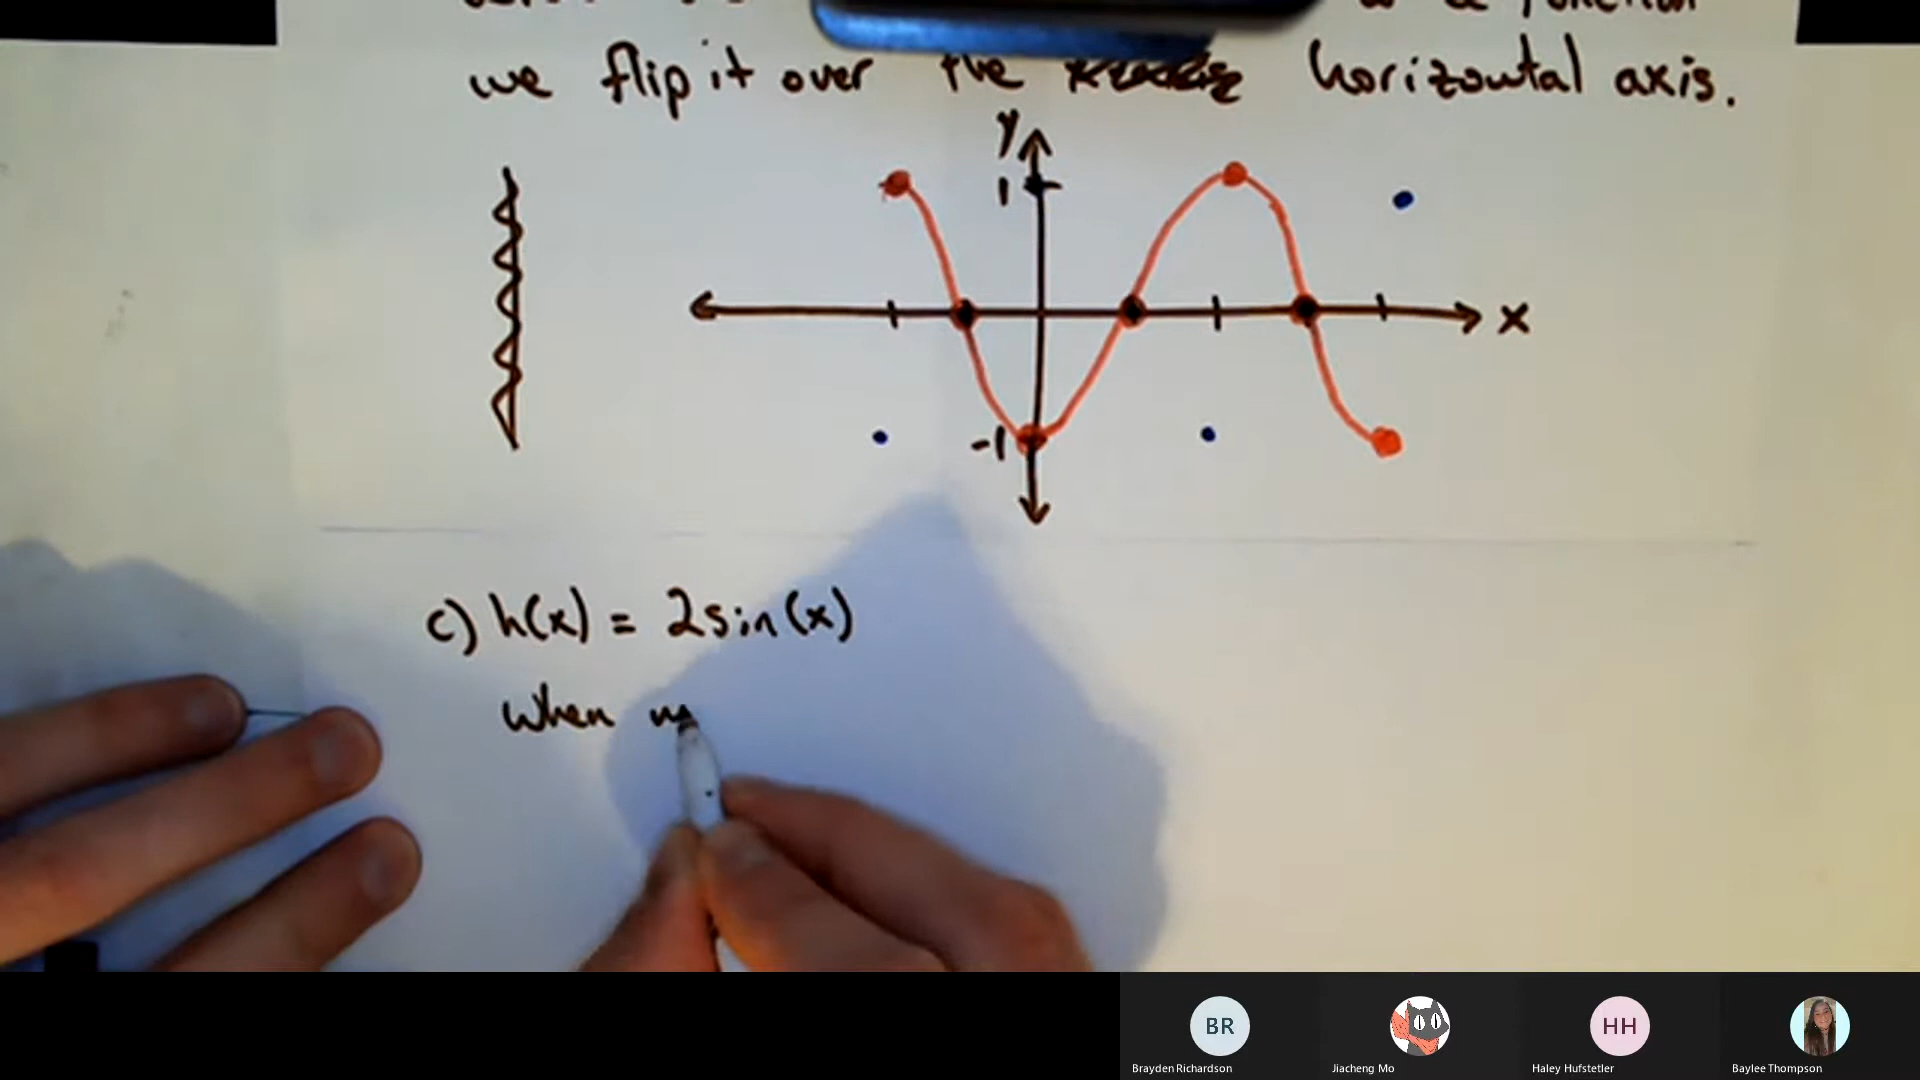 a function
we flip it over the horizontal axis.
y
1
x
-1
c) h(x) = 2sin(x)
When
BR
HH
Brayden Richardson
Jiacheng Mo
Haley Hufstetler
Baylee Thompson